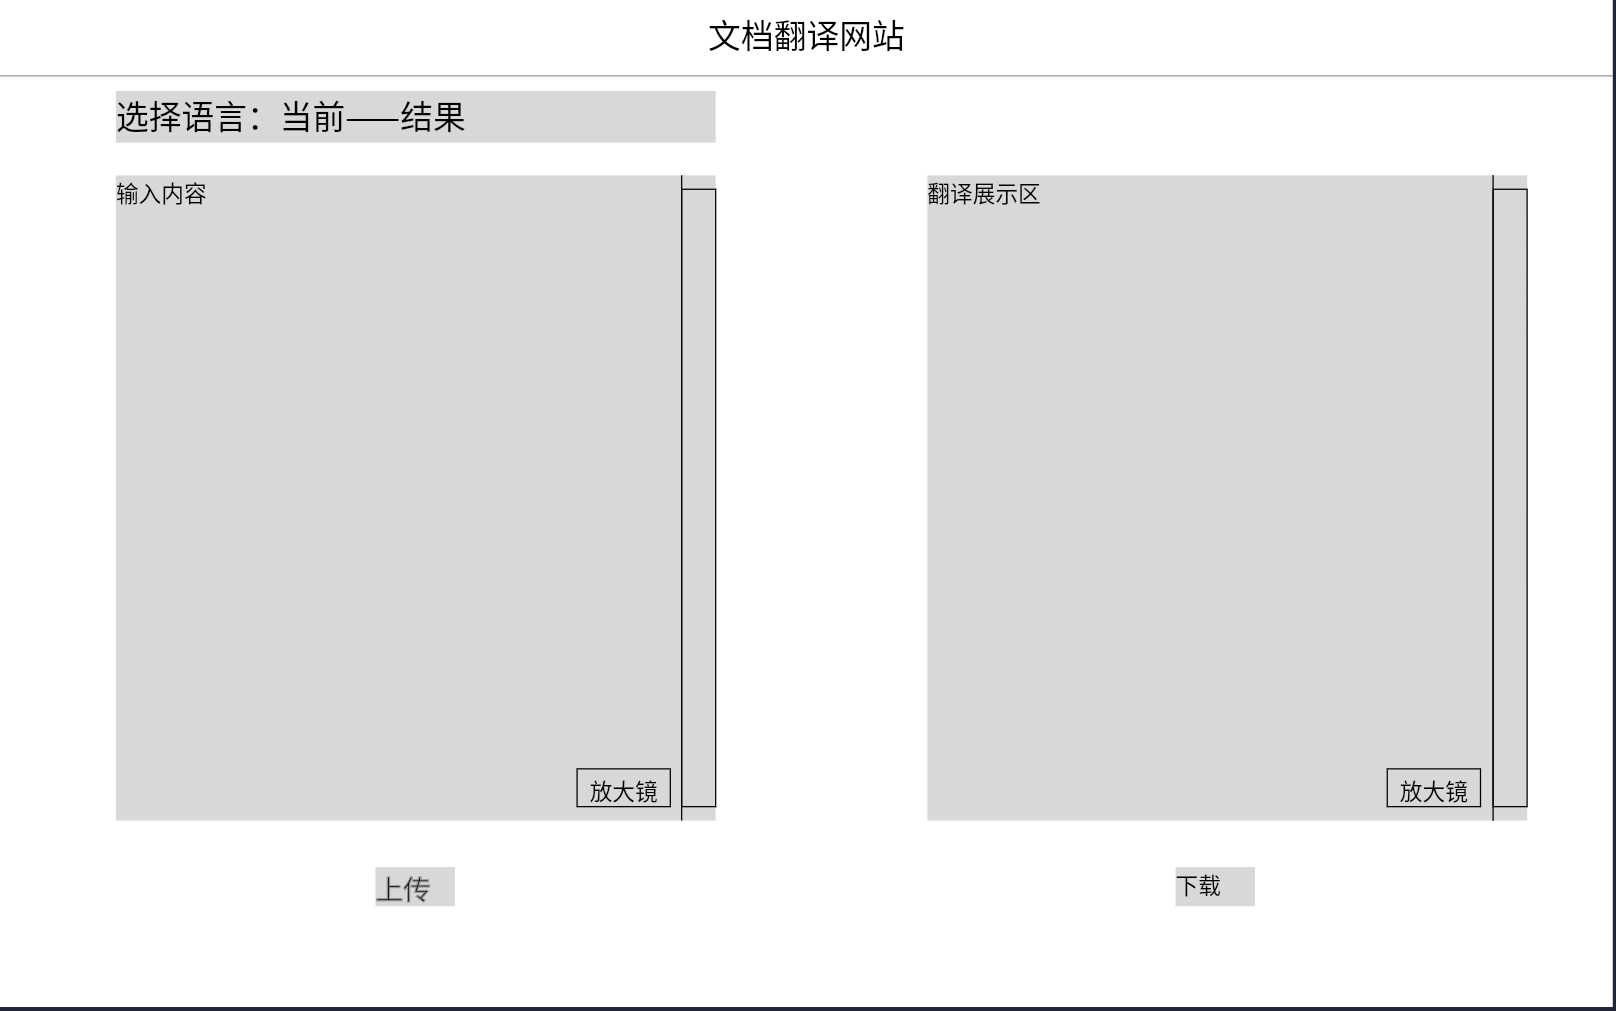 文档翻译网站
选择语言：当前——结果
输入内容
翻译展示区
放大镜
放大镜
上传
下载